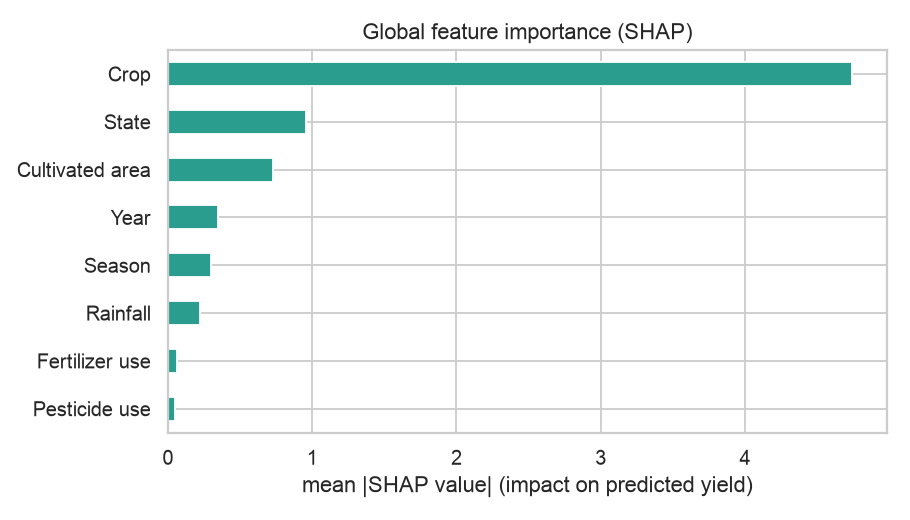 Global feature importance (SHAP)
Crop
State
Cultivated area
Year
Season
Rainfall
Fertilizer use
Pesticide use
0 1 2 3 4
mean |SHAP value| (impact on predicted yield)